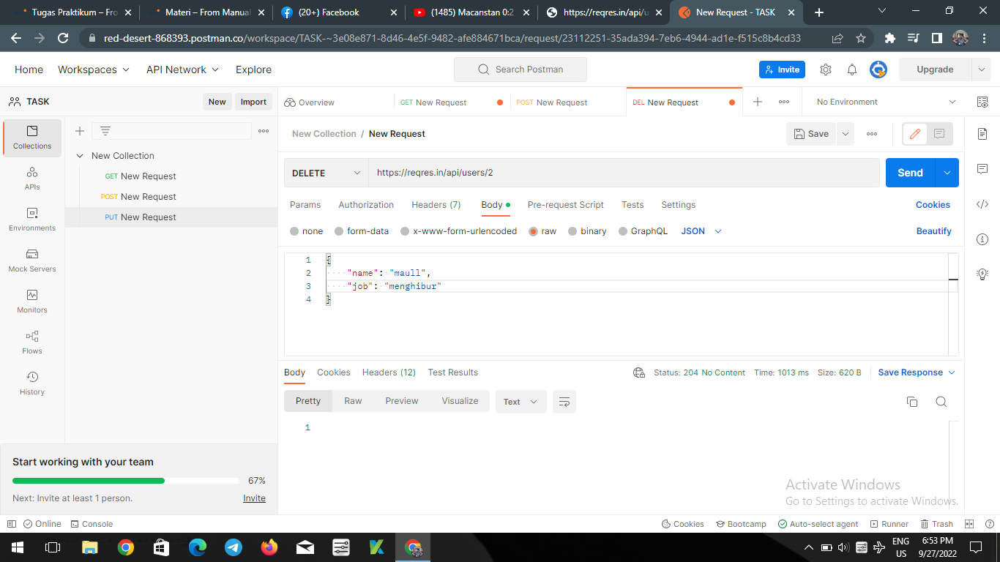 Tugas Praktikum – Fro
Materi – From Manual
(20+) Facebook
(1485) Macarıstan 0:2
https://reqres.in/api/u
New Request - TASK
red-desert-868393.postman.co/workspace/TASK-~3e08e871-8d46-4e5f-9482-afe884671bca/request/23112251-35ada394-7eb6-4944-ad1e-f515c8b4cd33
Home Workspaces API Network Explore
Search Postman
Invite
Upgrade
TASK
New
Import
Overview
GET New Request
POST New Request
DEL New Request
No Environment
Collections
APIs
Environments
Mock Servers
Monitors
Flows
History
New Collection
GET New Request
POST New Request
PUT New Request
New Collection / New Request
Save
DELETE
https://reqres.in/api/users/2
Send
Params Authorization Headers (7) Body Pre-request Script Tests Settings Cookies
none form-data x-www-form-urlencoded raw binary GraphQL JSON Beautify
1 {
2 "name": "maull",
3 "job": "menghibur"
4 }
Body Cookies Headers (12) Test Results
Status: 204 No Content Time: 1013 ms Size: 620 B Save Response
Pretty Raw Preview Visualize Text
1
Start working with your team
67%
Next: Invite at least 1 person. Invite
Activate Windows
Go to Settings to activate Windows.
Online Console
Cookies Bootcamp Auto-select agent Runner Trash
ENG
US
6:53 PM
9/27/2022